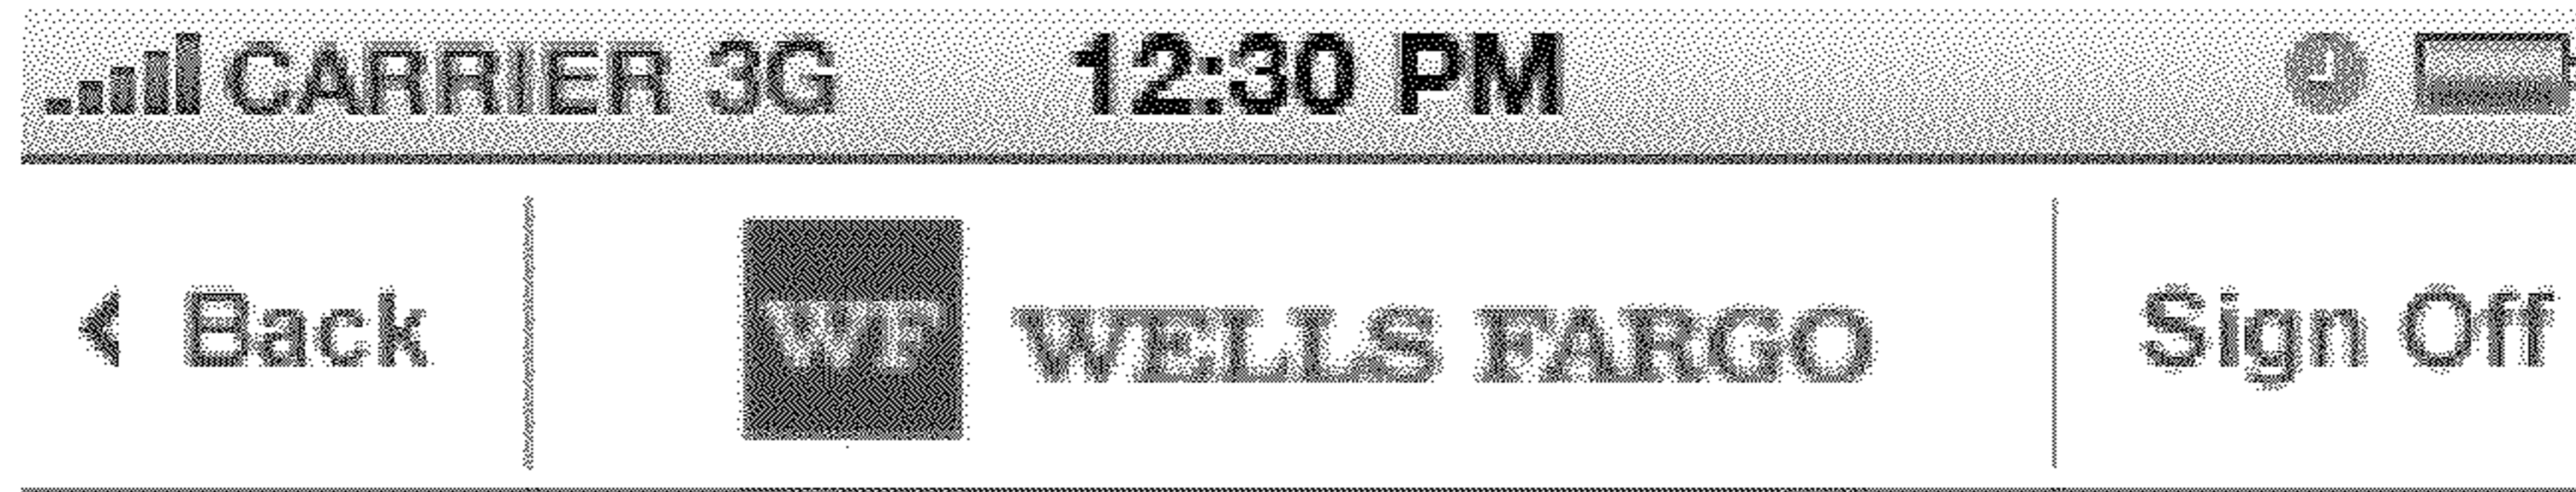 CARRIER 3G 12:30 PM
Back WF WELLS FARGO Sign Off